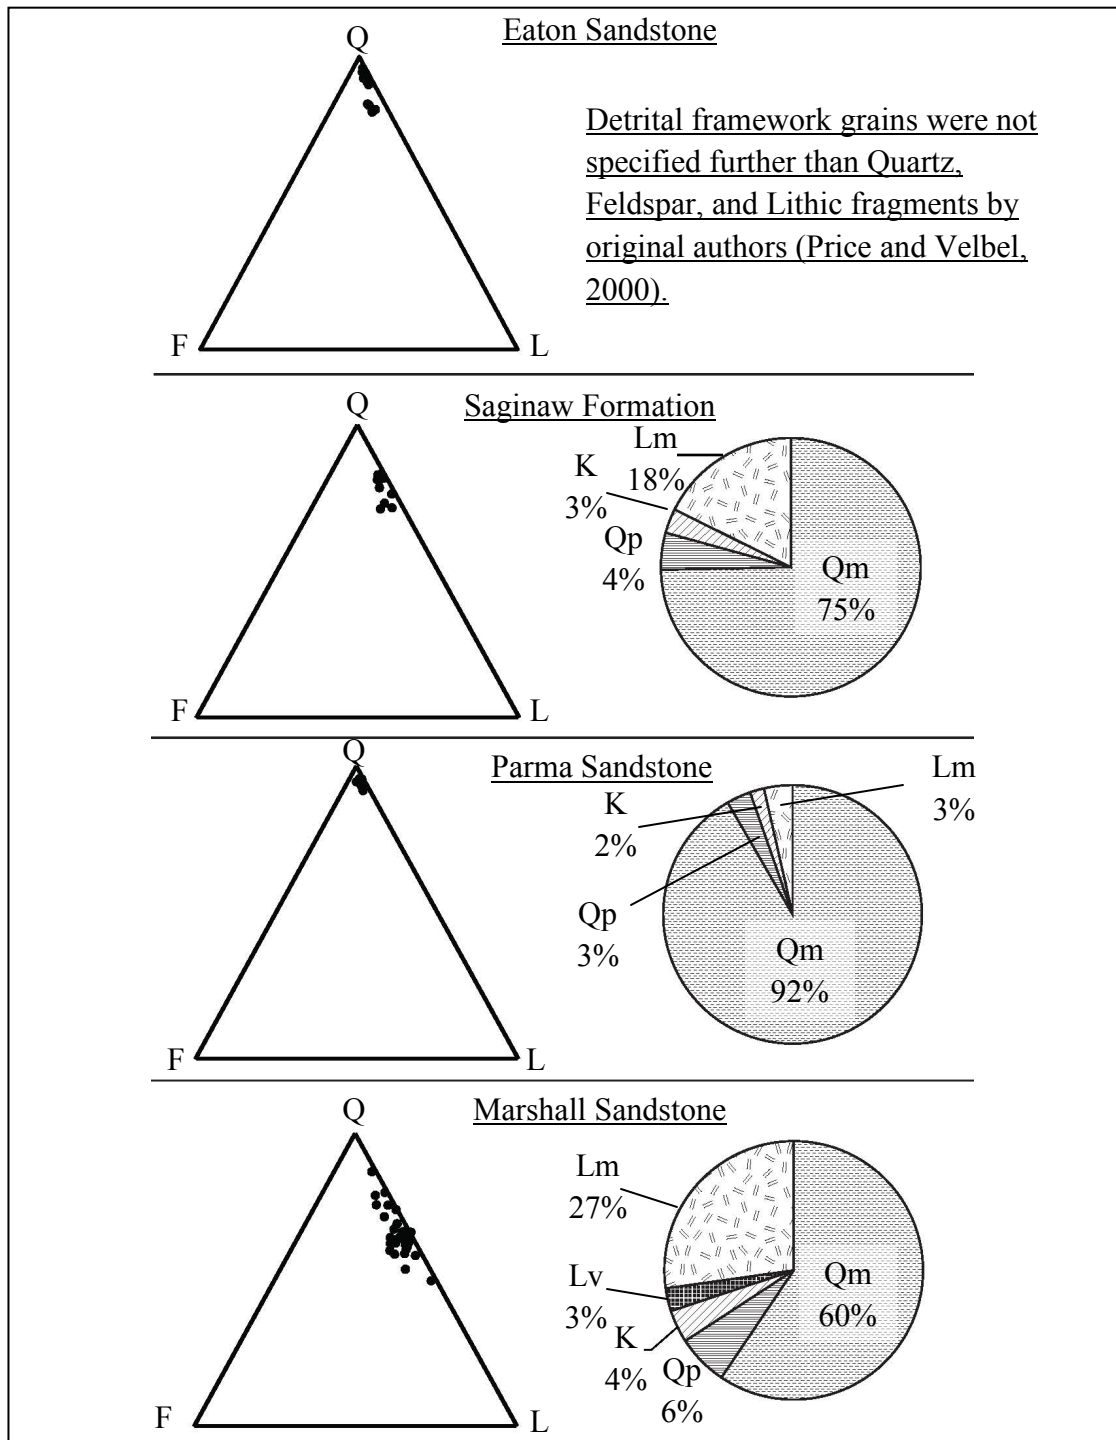 Eaton Sandstone
Q
F
L
Detrital framework grains were not
specified further than Quartz,
Feldspar, and Lithic fragments by
original authors (Price and Velbel,
2000).
Saginaw Formation
Q
F
L
Lm
18%
K
3%
Qp
4%
Qm
75%
Parma Sandstone
Q
F
L
Lm
3%
K
2%
Qp
3%
Qm
92%
Marshall Sandstone
Q
F
L
Lm
27%
Lv
3%
K
4%
Qp
6%
Qm
60%